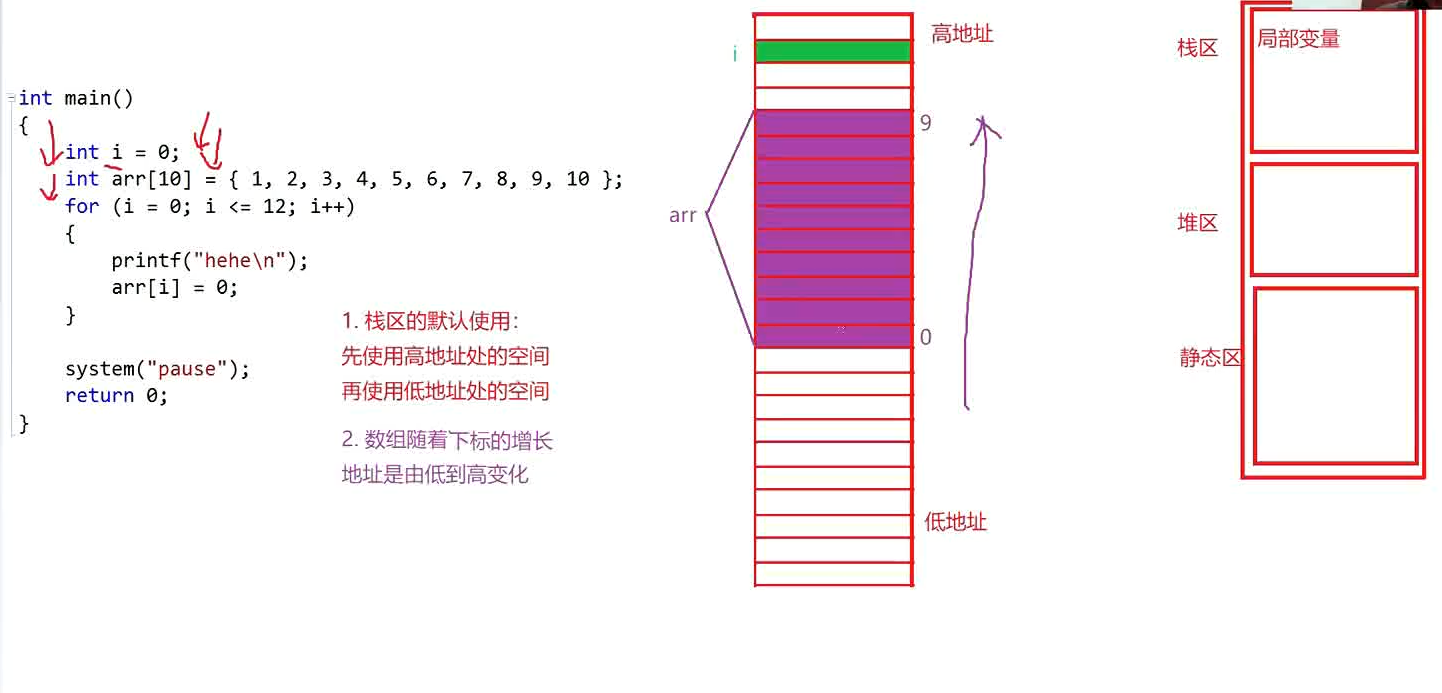 int main()
{
int i = 0;
int arr[10] = { 1, 2, 3, 4, 5, 6, 7, 8, 9, 10 };
for (i = 0; i <= 12; i++)
{
printf("hehe\n");
arr[i] = 0;
}
system("pause");
return 0;
}
1. 栈区的默认使用：
先使用高地址处的空间
再使用低地址处的空间
2. 数组随着下标的增长
地址是由低到高变化
高地址
i
9
arr
0
低地址
栈区
局部变量
堆区
静态区